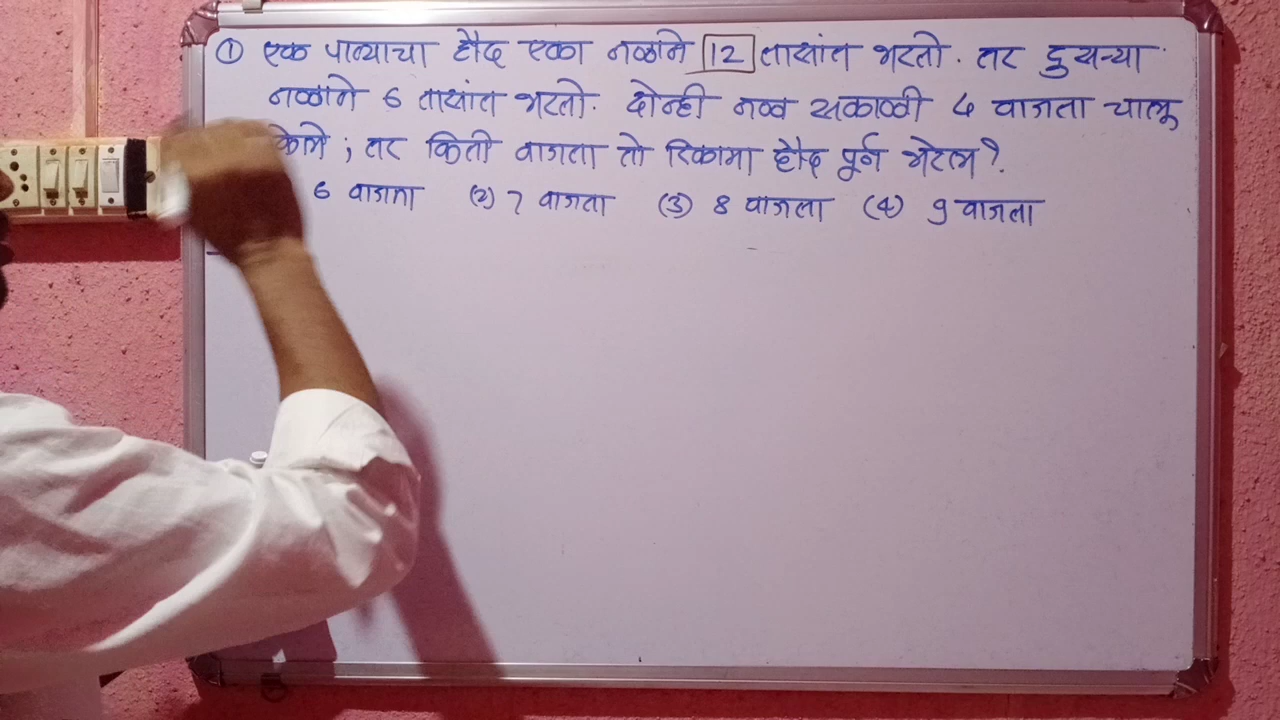 ① एका पाण्याचा हौद एका नळाने 12 तासांत भरतो. तर दुसऱ्या
नळाने 6 तासांत भरतो. दोन्ही नळ सकाळी 4 वाजता चालू
केले ; तर किती वाजता तो रिकामा हौद पूर्ण भरेल?
6 वाजता (2) 7 वाजता (3) 8 वाजता (4) 9 वाजता